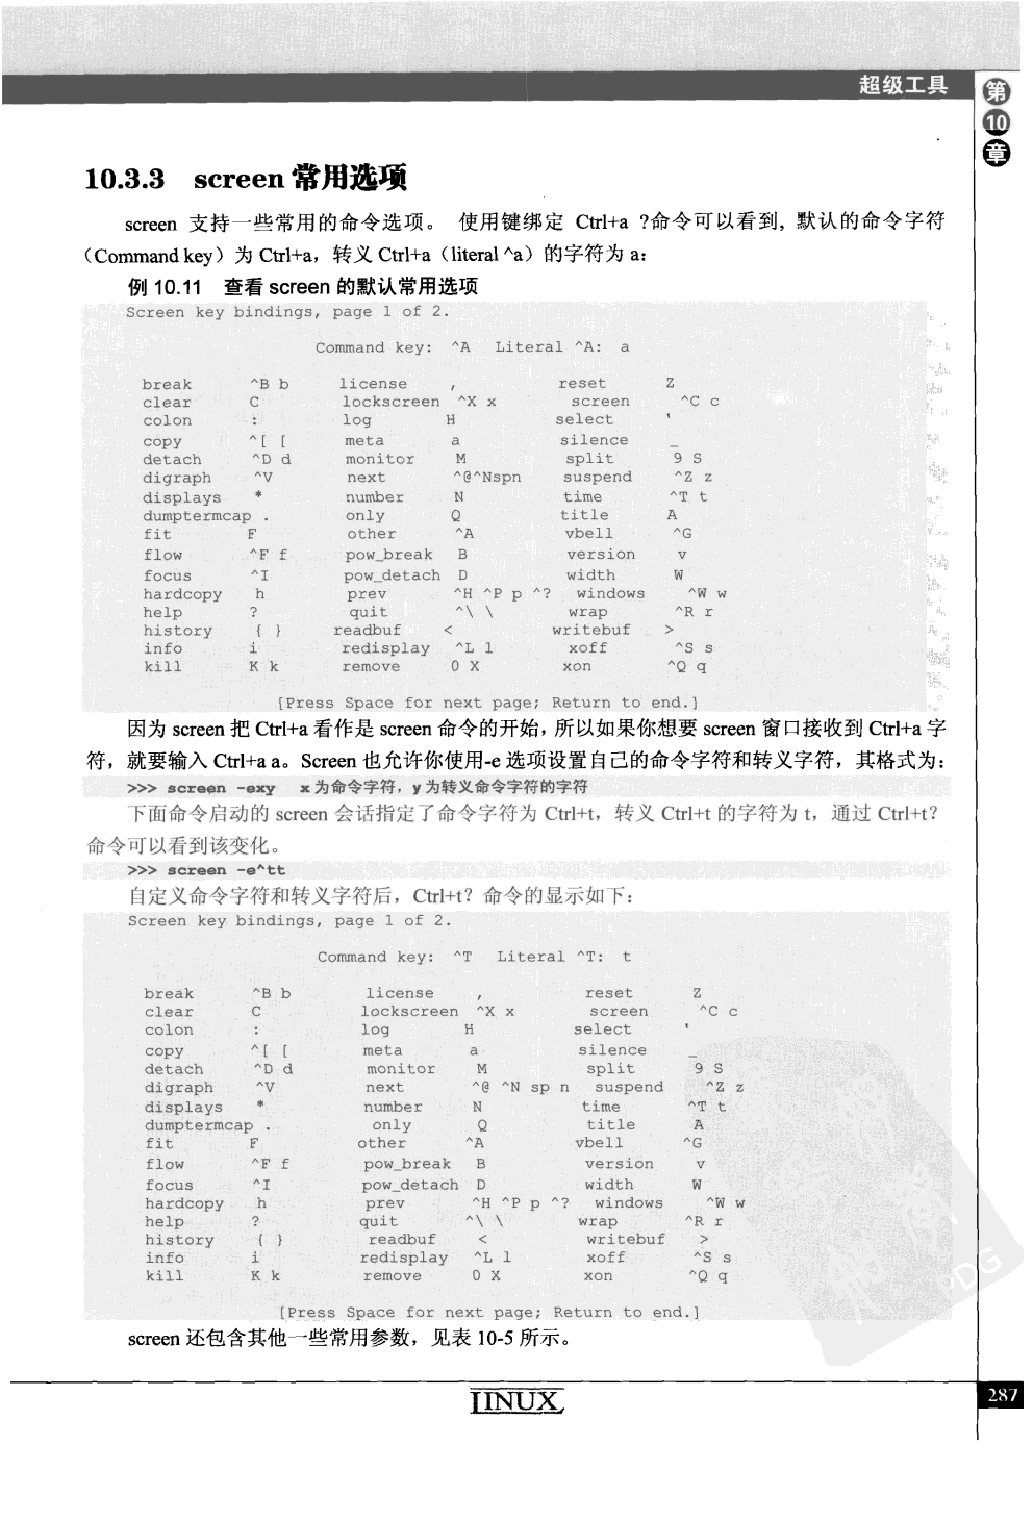 超级工具
第10章
10.3.3 screen 常用选项
screen 支持一些常用的命令选项。 使用键绑定 Ctrl+a ?命令可以看到, 默认的命令字符
（Command key）为 Ctrl+a，转义 Ctrl+a（literal ^a）的字符为 a：
例 10.11 查看 screen 的默认常用选项
Screen key bindings, page 1 of 2.
Command key: ^A Literal ^A: a
break ^B b license , reset Z
clear C lockscreen ^X x screen ^C c
colon : log H select '
copy ^[ [ meta a silence _
detach ^D d monitor M split 9 S
digraph ^V next ^@^Nspn suspend ^Z z
displays * number N time ^T t
dumptermcap . only Q title A
fit F other ^A vbell ^G
flow ^F f pow_break B version v
focus ^I pow_detach D width W
hardcopy h prev ^H ^P p ^? windows ^W w
help ? quit ^\ \ wrap ^R r
history { } readbuf < writebuf >
info i redisplay ^L l xoff ^S s
kill K k remove 0 X xon ^Q q
[Press Space for next page; Return to end.]
因为 screen 把 Ctrl+a 看作是 screen 命令的开始，所以如果你想要 screen 窗口接收到 Ctrl+a 字
符，就要输入 Ctrl+a a。Screen 也允许你使用-e 选项设置自己的命令字符和转义字符，其格式为：
>>> screen -exy x 为命令字符，y 为转义命令字符的字符
下面命令启动的 screen 会话指定了命令字符为 Ctrl+t，转义 Ctrl+t 的字符为 t，通过 Ctrl+t?
命令可以看到该变化。
>>> screen -e^tt
自定义命令字符和转义字符后，Ctrl+t? 命令的显示如下：
Screen key bindings, page 1 of 2.
Command key: ^T Literal ^T: t
break ^B b license , reset Z
clear C lockscreen ^X x screen ^C c
colon : log H select '
copy ^[ [ meta a silence _
detach ^D d monitor M split 9 S
digraph ^V next ^@ ^N sp n suspend ^Z z
displays * number N time ^T t
dumptermcap . only Q title A
fit F other ^A vbell ^G
flow ^F f pow_break B version v
focus ^I pow_detach D width W
hardcopy h prev ^H ^P p ^? windows ^W w
help ? quit ^\ \ wrap ^R r
history { } readbuf < writebuf >
info i redisplay ^L l xoff ^S s
kill K k remove 0 X xon ^Q q
[Press Space for next page; Return to end.]
screen 还包含其他一些常用参数，见表 10-5 所示。
LINUX
287
PDG